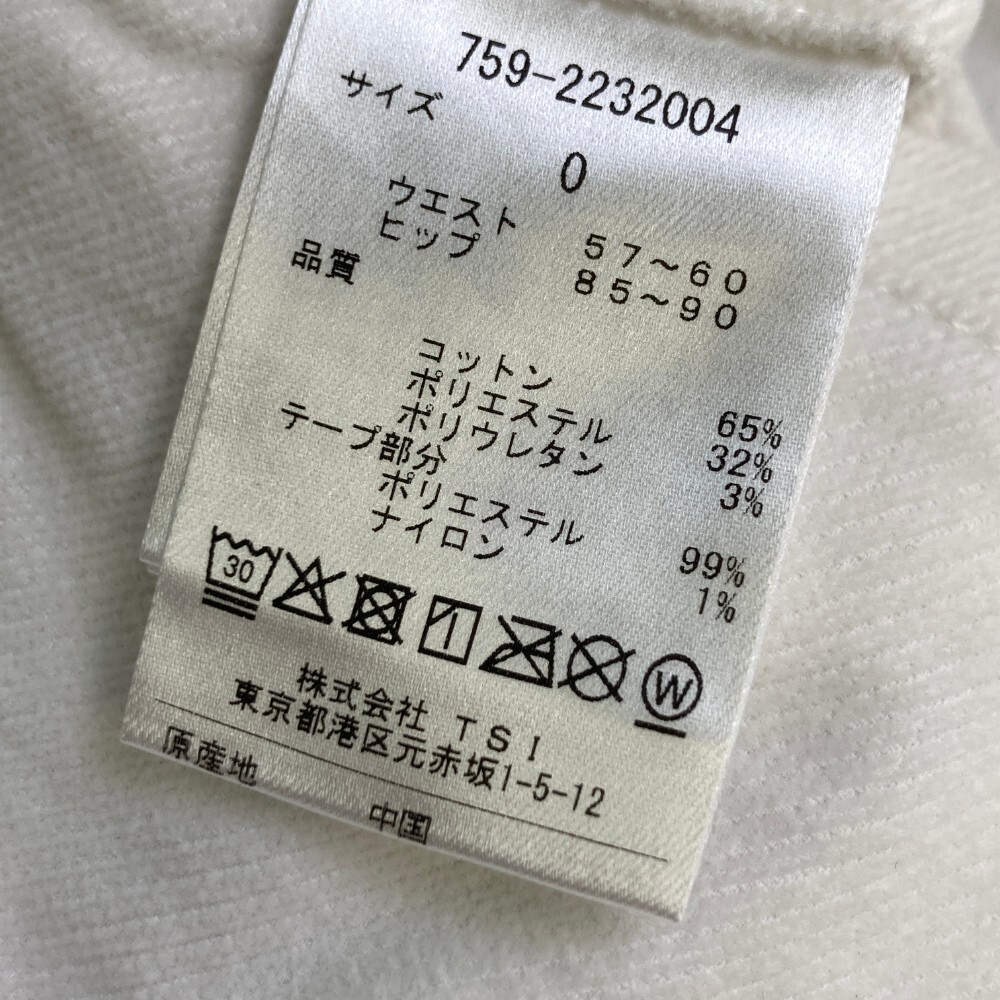 759-2232004
サイズ
0
ウエスト 57～60
ヒップ 85～90
品質
コットン 65%
ポリエステル 32%
ポリウレタン 3%
テープ部分
ポリエステル 99%
ナイロン 1%
30
W
株式会社 TSI
東京都港区元赤坂1-5-12
原産地
中国